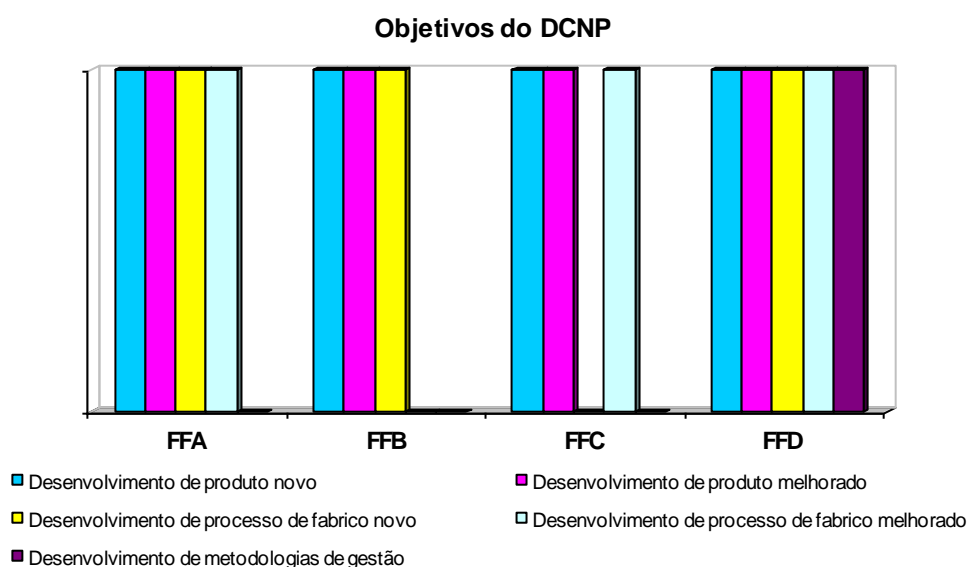 Objetivos do DCNP
FFA FFB FFC FFD
Desenvolvimento de produto novo Desenvolvimento de produto melhorado
Desenvolvimento de processo de fabrico novo Desenvolvimento de processo de fabrico melhorado
Desenvolvimento de metodologias de gestão